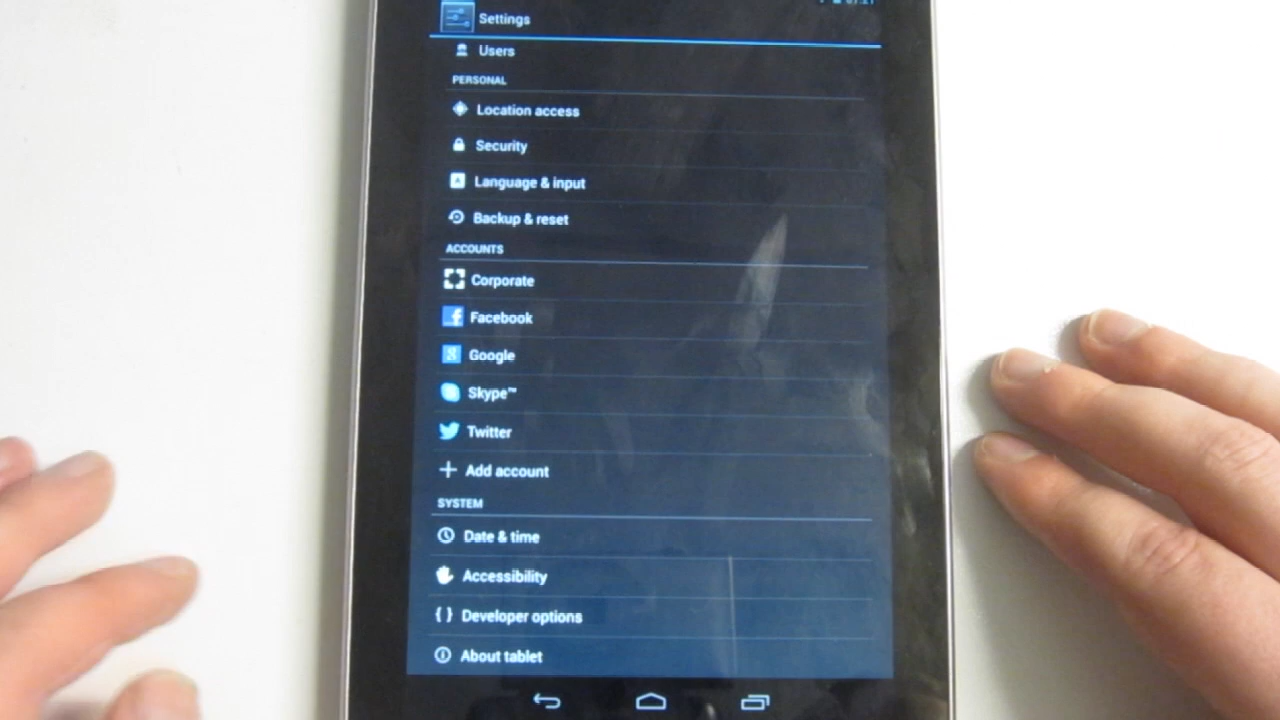 Settings
Users
PERSONAL
Location access
Security
Language & input
Backup & reset
ACCOUNTS
Corporate
Facebook
Google
Skype™
Twitter
Add account
SYSTEM
Date & time
Accessibility
Developer options
About tablet